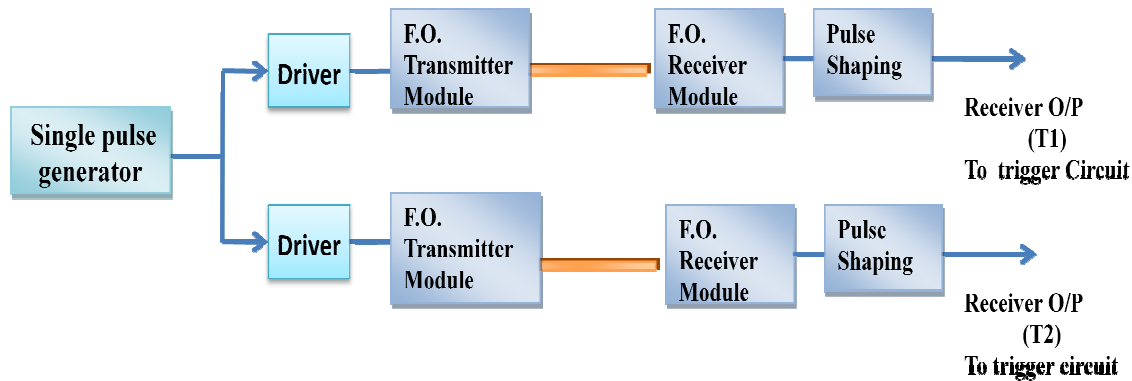 Single pulse
generator
Driver
F.O.
Transmitter
Module
F.O.
Receiver
Module
Pulse
Shaping
Receiver O/P
(T1)
To trigger Circuit
Driver
F.O.
Transmitter
Module
F.O.
Receiver
Module
Pulse
Shaping
Receiver O/P
(T2)
To trigger circuit